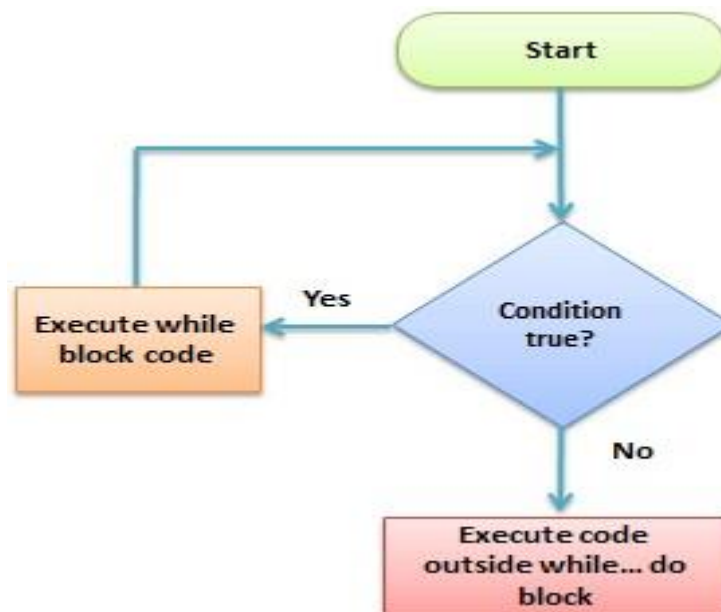 Start
Condition
true?
Yes
Execute while
block code
No
Execute code
outside while... do
block